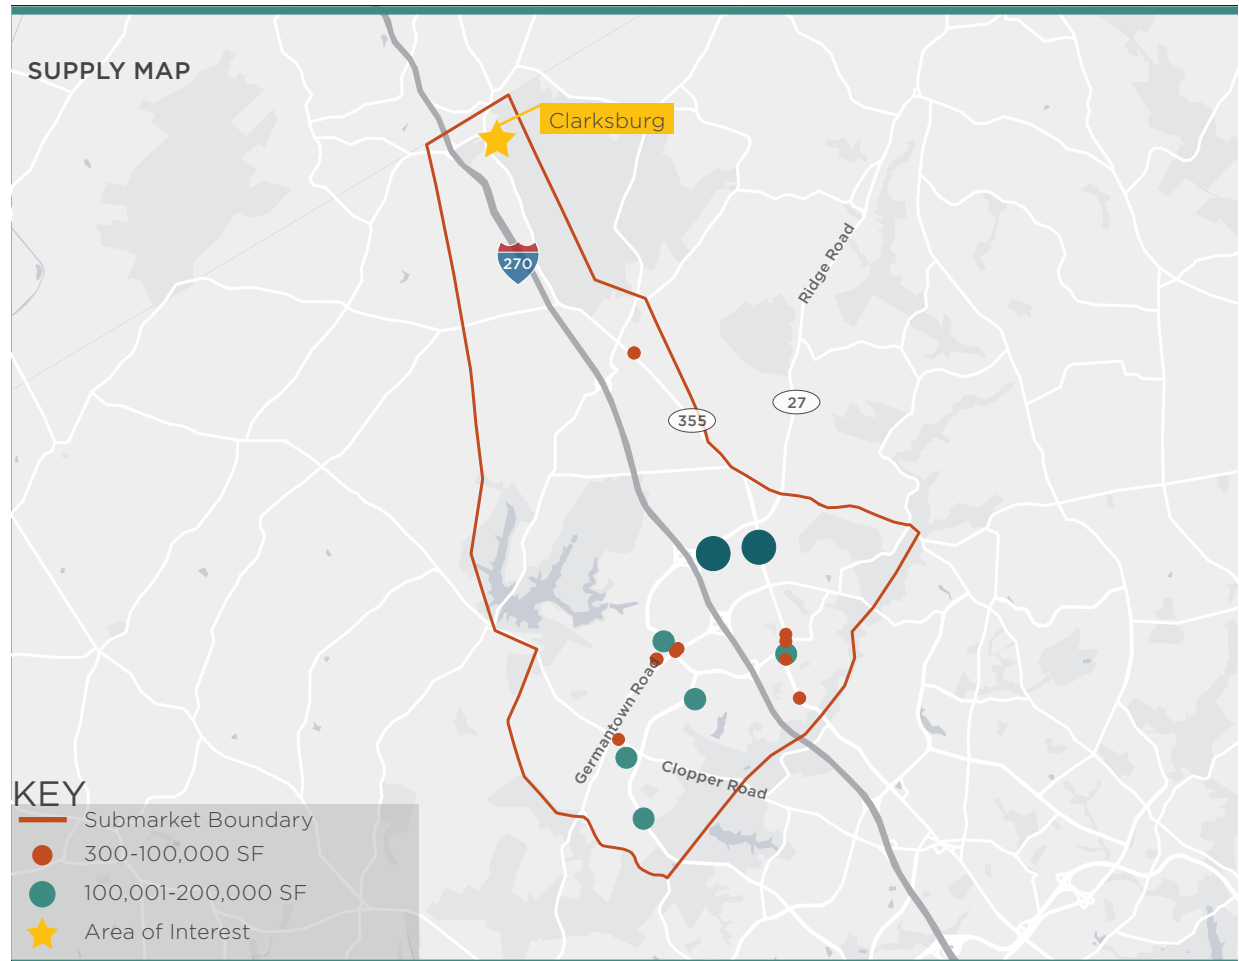 SUPPLY MAP
Clarksburg
Ridge Road
270
27
355
Germantown Road
Clopper Road
KEY
Submarket Boundary
300-100,000 SF
100,001-200,000 SF
Area of Interest